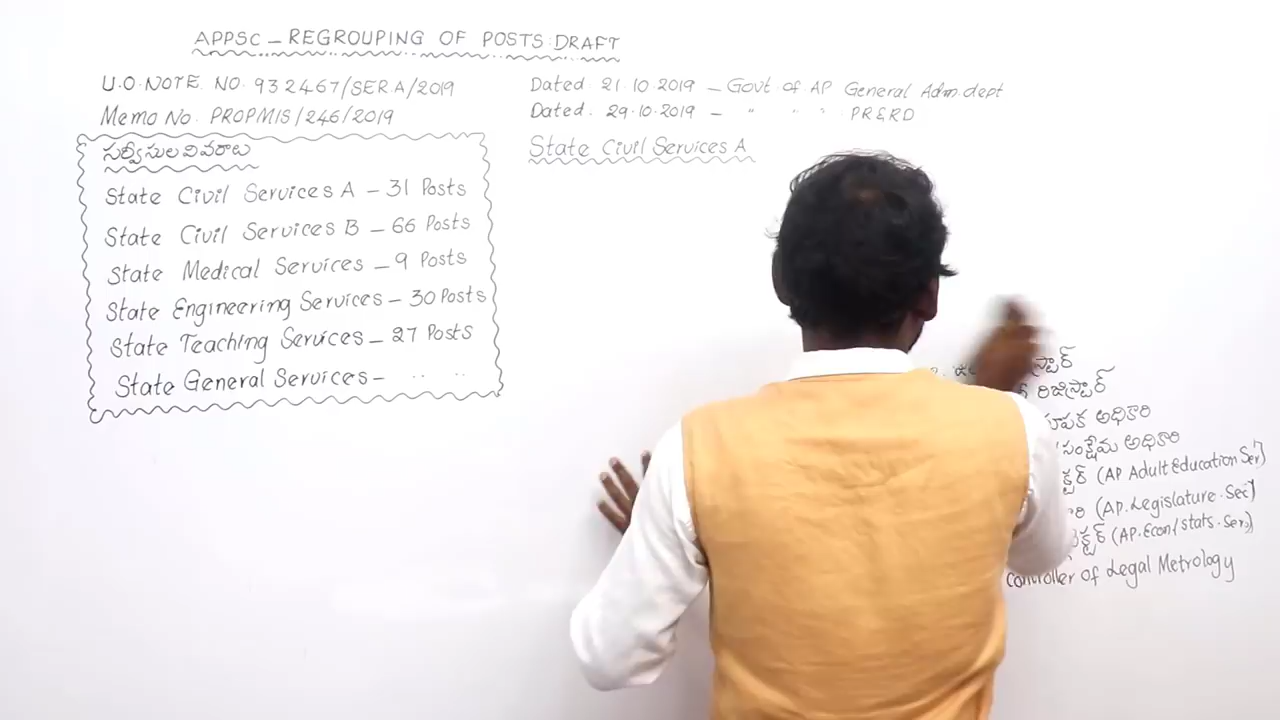 APPSC - REGROUPING OF POSTS: DRAFT
U.O.NOTE. NO. 932467/SER.A/2019
Memo No. PROPMIS/246/2019
Dated. 21.10.2019 - Govt of AP General Adm.dept
Dated. 29.10.2019 - " " " PR&RD
సర్వీసుల వివరాలు
State Civil Services A - 31 Posts
State Civil Services B - 66 Posts
State Medical Services - 9 Posts
State Engineering Services - 30 Posts
State Teaching Services - 27 Posts
State General Services - .. ..
State Civil Services A
రిజిస్ట్రార్
అధికారి
సంక్షేమ అధికారి
(AP Adult Education Ser)
(AP. Legislature. Sec)
(AP. Econ/stats. Ser)
controller of Legal Metrology